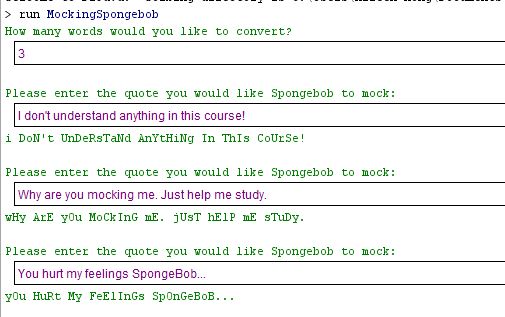 > run MockingSpongebob
How many words would you like to convert?
3
Please enter the quote you would like Spongebob to mock:
I don't understand anything in this course!
i DoN't UnDeRsTaNd AnYtHiNg In ThIs CoUrSe!
Please enter the quote you would like Spongebob to mock:
Why are you mocking me. Just help me study.
wHy ArE yOu MoCkInG mE. jUsT hElP mE sTuDy.
Please enter the quote you would like Spongebob to mock:
You hurt my feelings SpongeBob...
yOu HuRt My FeElInGs SpOnGeBoB...